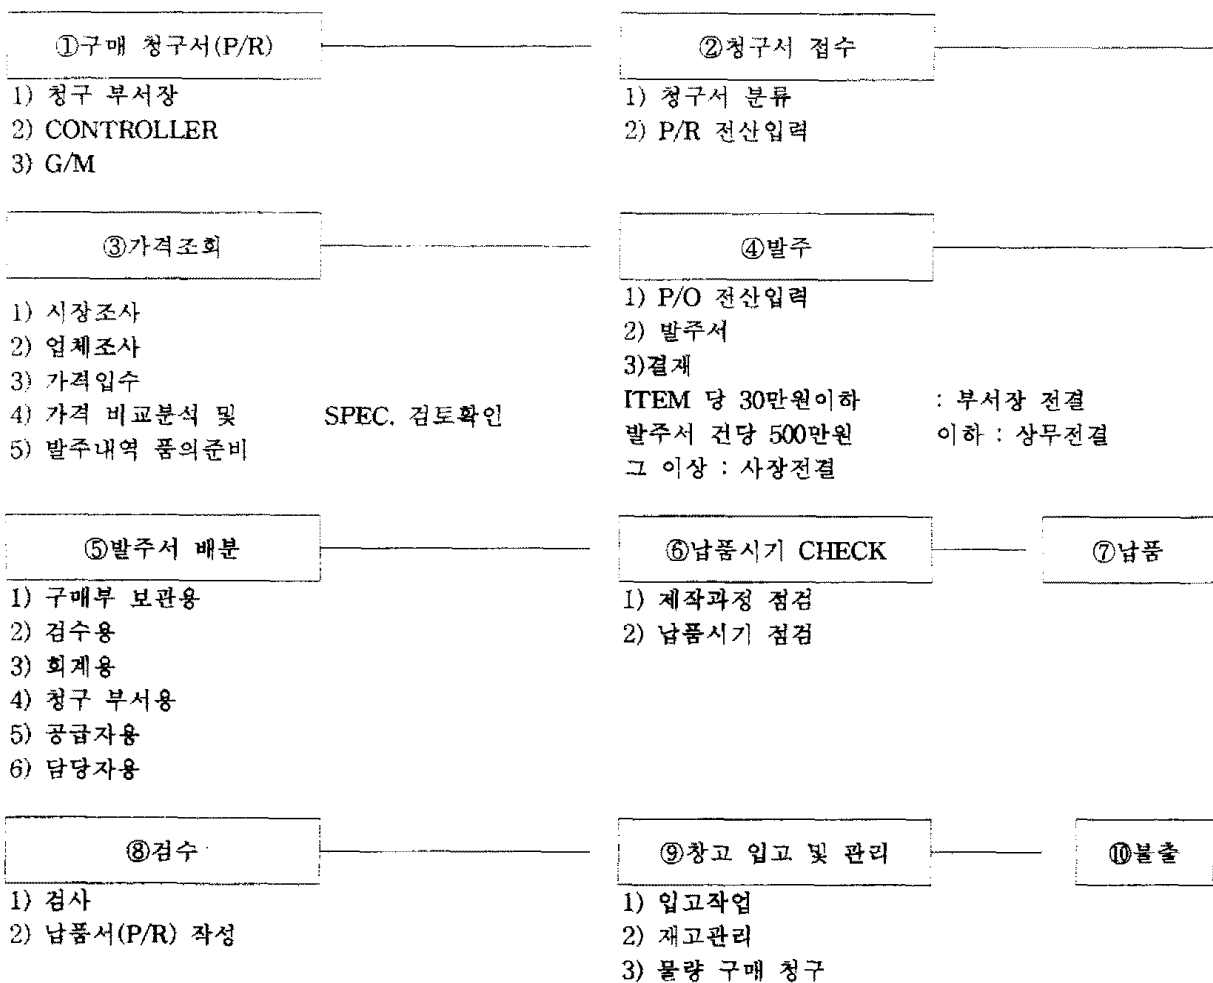 ①구매 청구서(P/R)
②청구서 접수
1) 청구 부서장
2) CONTROLLER
3) G/M
1) 청구서 분류
2) P/R 전산입력
③가격조회
④발주
1) 시장조사
2) 업체조사
3) 가격입수
4) 가격 비교분석 및 SPEC. 검토확인
5) 발주내역 품의준비
1) P/O 전산입력
2) 발주서
3)결재
ITEM 당 30만원이하 : 부서장 전결
발주서 건당 500만원 이하 : 상무전결
그 이상 : 사장전결
⑤발주서 배분
⑥납품시기 CHECK
⑦납품
1) 구매부 보관용
2) 검수용
3) 회계용
4) 청구 부서용
5) 공급자용
6) 담당자용
1) 제작과정 점검
2) 납품시기 점검
⑧검수
⑨창고 입고 및 관리
⑩불출
1) 검사
2) 납품서(P/R) 작성
1) 입고작업
2) 재고관리
3) 물량 구매 청구